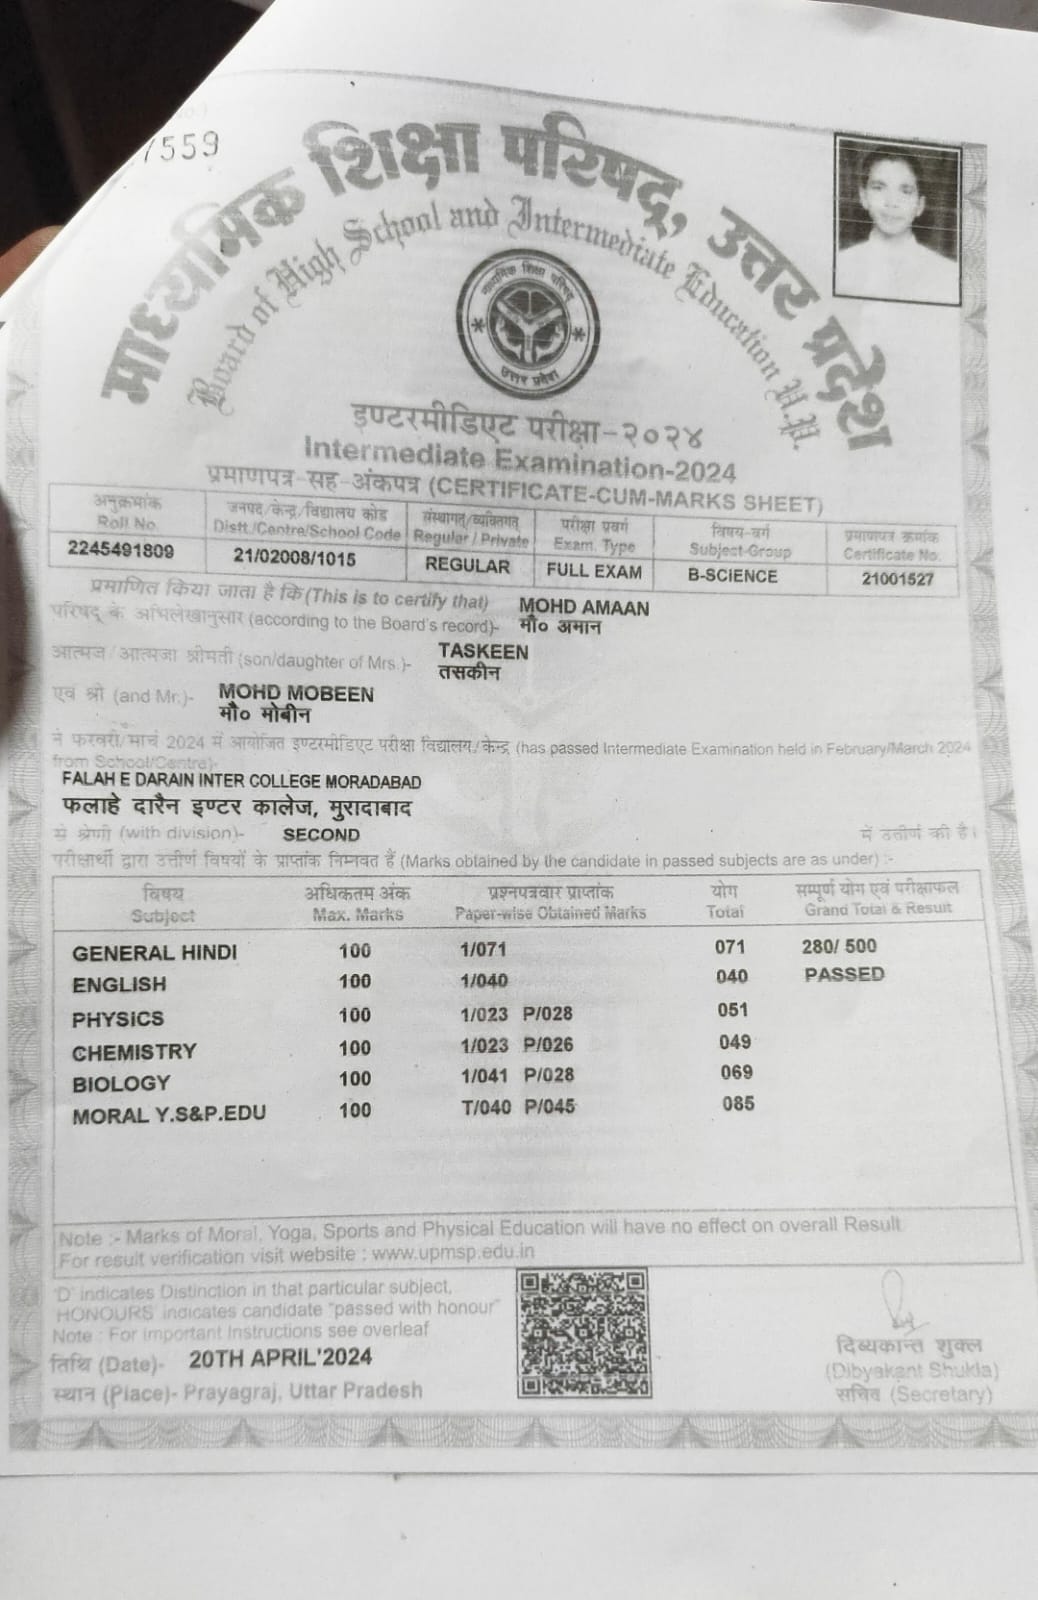 7559
माध्यमिक शिक्षा परिषद्, उत्तर प्रदेश
Board of High School and Intermediate Education U.P.
माध्यमिक शिक्षा परिषद्
उत्तर प्रदेश
इण्टरमीडिएट परीक्षा-२०२४
Intermediate Examination-2024
प्रमाणपत्र-सह-अंकपत्र (CERTIFICATE-CUM-MARKS SHEET)
अनुक्रमांक जनपद/केन्द्र/विद्यालय कोड संस्थागत/व्यक्तिगत परीक्षा प्रवर्ग विषय-वर्ग प्रमाणपत्र क्रमांक
Roll No. Distt./Centre/School Code Regular / Private Exam. Type Subject-Group Certificate No.
2245491809 21/02008/1015 REGULAR FULL EXAM B-SCIENCE 21001527
प्रमाणित किया जाता है कि (This is to certify that) MOHD AMAAN
परिषद् के अभिलेखानुसार (according to the Board's record)- मौ० अमान
आत्मज/आत्मजा श्रीमती (son/daughter of Mrs.)- TASKEEN
तसकीन
एवं श्री (and Mr.)- MOHD MOBEEN
मौ० मोबीन
ने फरवरी/मार्च 2024 में आयोजित इण्टरमीडिएट परीक्षा विद्यालय/केन्द्र (has passed Intermediate Examination held in February/March 2024
from School/Centre)-
FALAH E DARAIN INTER COLLEGE MORADABAD
फलाहे दारैन इण्टर कालेज, मुरादाबाद
से श्रेणी (with division)- SECOND में उत्तीर्ण की है।
परीक्षार्थी द्वारा उत्तीर्ण विषयों के प्राप्तांक निम्नवत हैं (Marks obtained by the candidate in passed subjects are as under) :-
विषय अधिकतम अंक प्रश्नपत्रवार प्राप्तांक योग सम्पूर्ण योग एवं परीक्षाफल
Subject Max. Marks Paper-wise Obtained Marks Total Grand Total & Result
GENERAL HINDI 100 1/071 071 280/ 500
ENGLISH 100 1/040 040 PASSED
PHYSICS 100 1/023 P/028 051
CHEMISTRY 100 1/023 P/026 049
BIOLOGY 100 1/041 P/028 069
MORAL Y.S&P.EDU 100 T/040 P/045 085
Note :- Marks of Moral, Yoga, Sports and Physical Education will have no effect on overall Result.
For result verification visit website : www.upmsp.edu.in
'D' indicates Distinction in that particular subject,
'HONOURS' indicates candidate "passed with honour"
Note : For Important Instructions see overleaf
तिथि (Date)- 20TH APRIL'2024
स्थान (Place)- Prayagraj, Uttar Pradesh
दिब्यकान्त शुक्ल
(Dibyakant Shukla)
सचिव (Secretary)